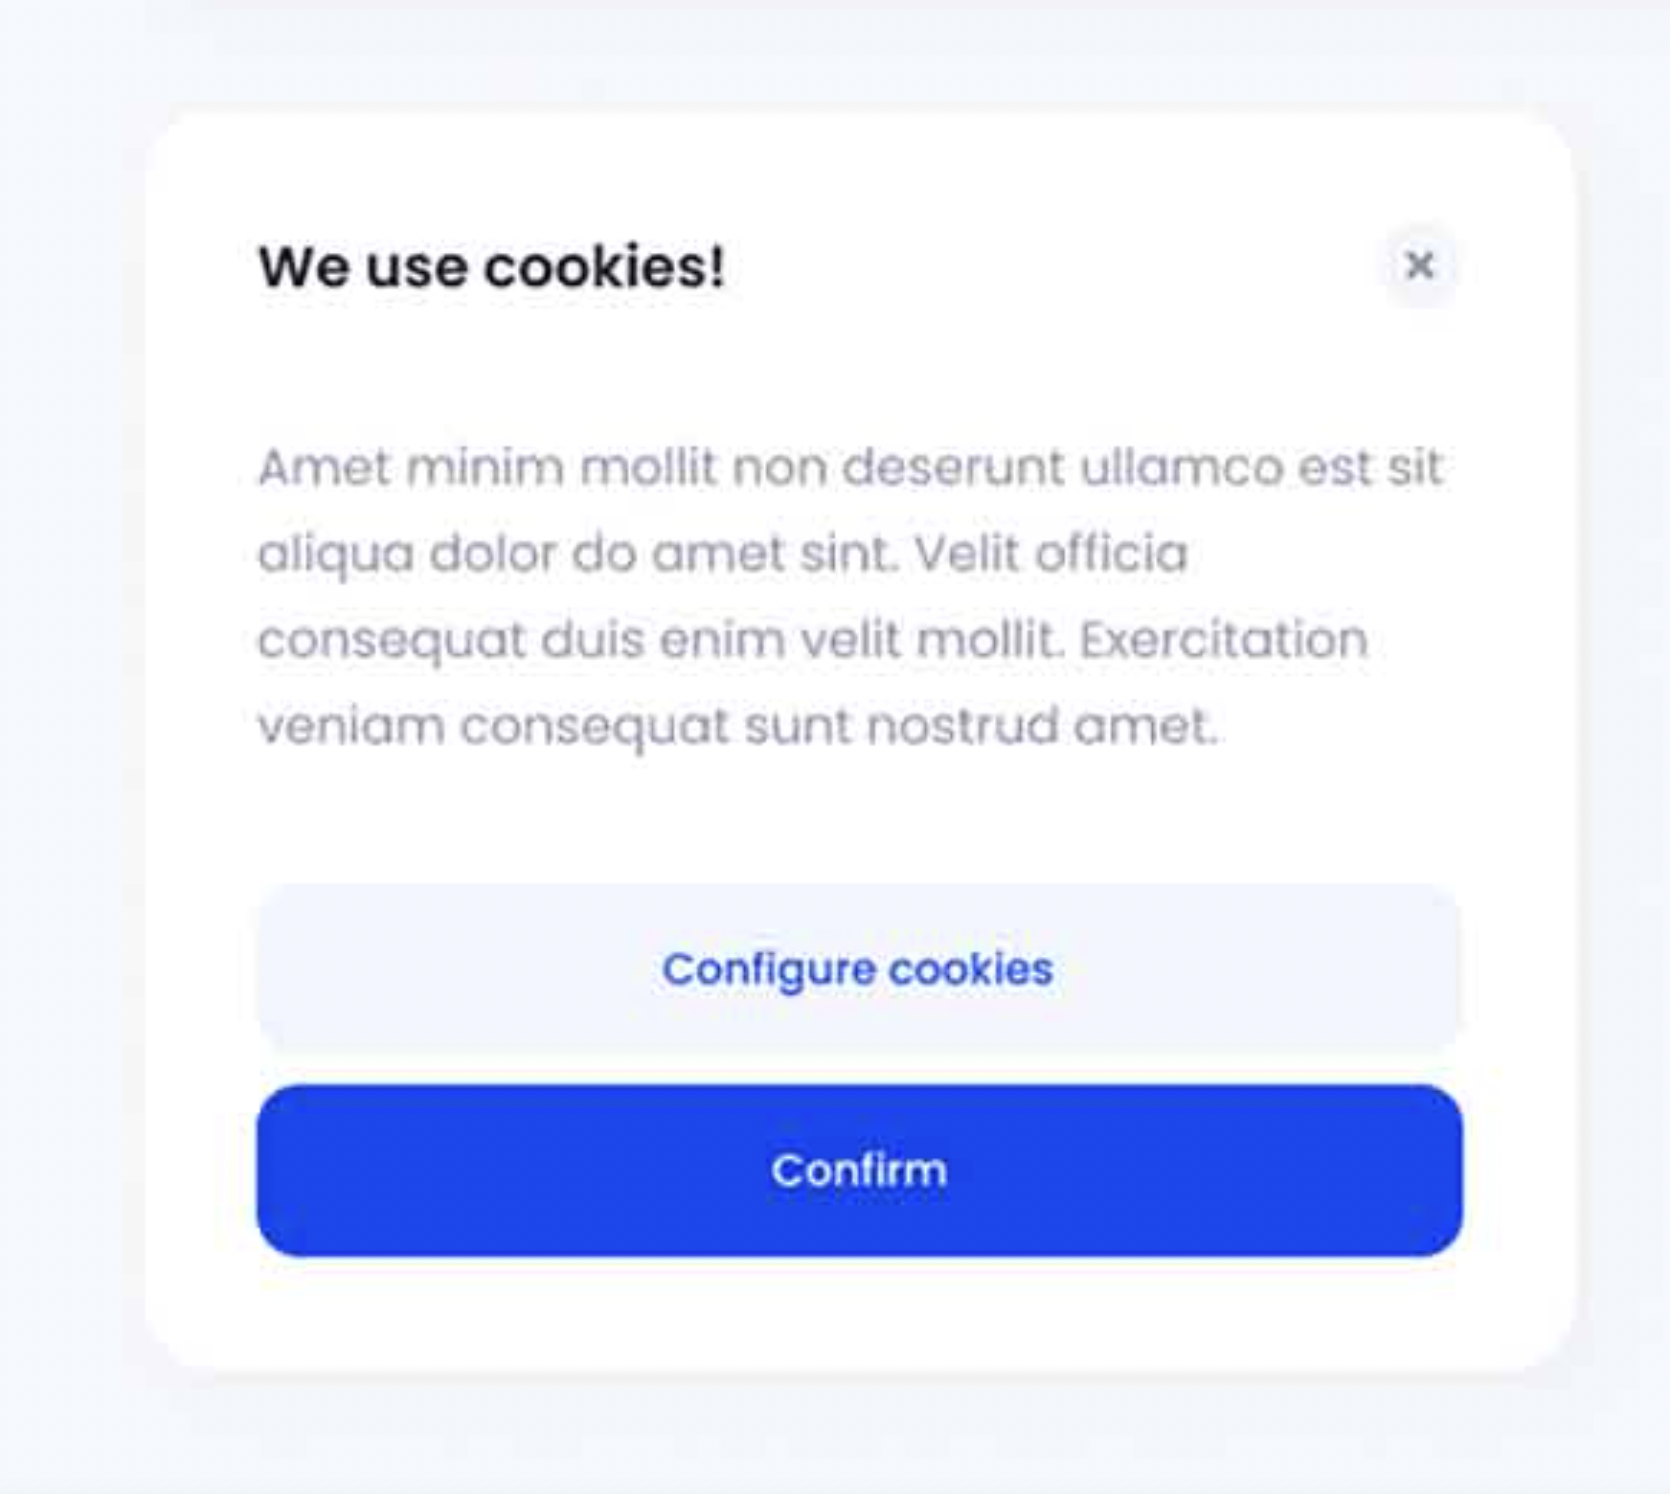 We use cookies!
Amet minim mollit non deserunt ullamco est sit
aliqua dolor do amet sint. Velit officia
consequat duis enim velit mollit. Exercitation
veniam consequat sunt nostrud amet.
Configure cookies
Confirm